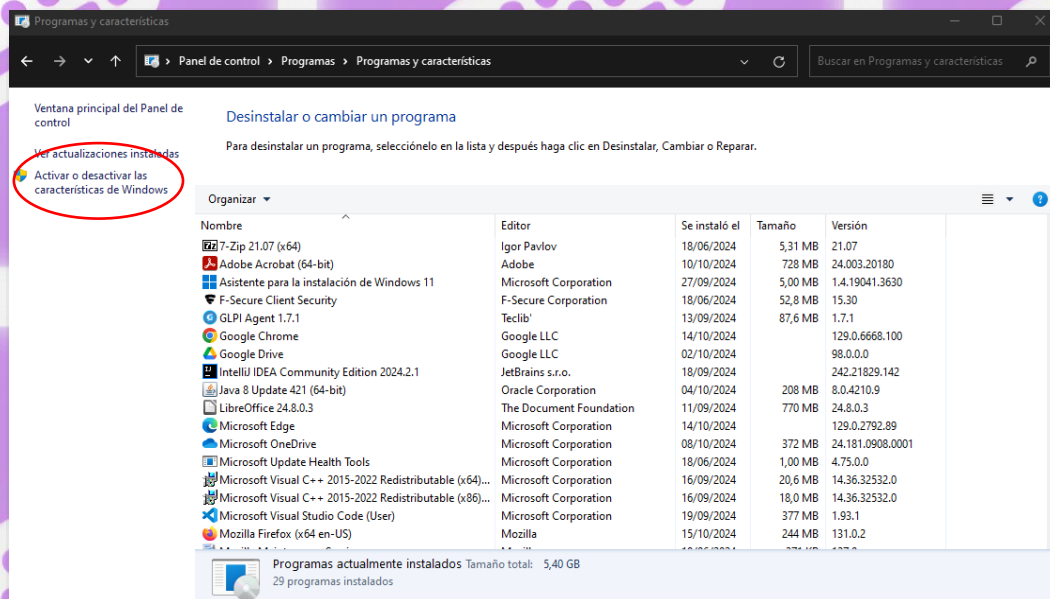 Programas y características
Panel de control > Programas > Programas y características
Buscar en Programas y características
Ventana principal del Panel de
control
Ver actualizaciones instaladas
Activar o desactivar las
características de Windows
Desinstalar o cambiar un programa
Para desinstalar un programa, selecciónelo en la lista y después haga clic en Desinstalar, Cambiar o Reparar.
Organizar
Nombre Editor Se instaló el Tamaño Versión
7-Zip 21.07 (x64) Igor Pavlov 18/06/2024 5,31 MB 21.07
Adobe Acrobat (64-bit) Adobe 10/10/2024 728 MB 24.003.20180
Asistente para la instalación de Windows 11 Microsoft Corporation 27/09/2024 5,00 MB 1.4.19041.3630
F-Secure Client Security F-Secure Corporation 18/06/2024 52,8 MB 15.30
GLPI Agent 1.7.1 Teclib' 13/09/2024 87,6 MB 1.7.1
Google Chrome Google LLC 14/10/2024 129.0.6668.100
Google Drive Google LLC 02/10/2024 98.0.0.0
IntelliJ IDEA Community Edition 2024.2.1 JetBrains s.r.o. 18/09/2024 242.21829.142
Java 8 Update 421 (64-bit) Oracle Corporation 04/10/2024 208 MB 8.0.4210.9
LibreOffice 24.8.0.3 The Document Foundation 11/09/2024 770 MB 24.8.0.3
Microsoft Edge Microsoft Corporation 14/10/2024 129.0.2792.89
Microsoft OneDrive Microsoft Corporation 08/10/2024 372 MB 24.181.0908.0001
Microsoft Update Health Tools Microsoft Corporation 18/06/2024 1,00 MB 4.75.0.0
Microsoft Visual C++ 2015-2022 Redistributable (x64)... Microsoft Corporation 16/09/2024 20,6 MB 14.36.32532.0
Microsoft Visual C++ 2015-2022 Redistributable (x86)... Microsoft Corporation 16/09/2024 18,0 MB 14.36.32532.0
Microsoft Visual Studio Code (User) Microsoft Corporation 19/09/2024 377 MB 1.93.1
Mozilla Firefox (x64 en-US) Mozilla 15/10/2024 244 MB 131.0.2
Programas actualmente instalados Tamaño total: 5,40 GB
29 programas instalados